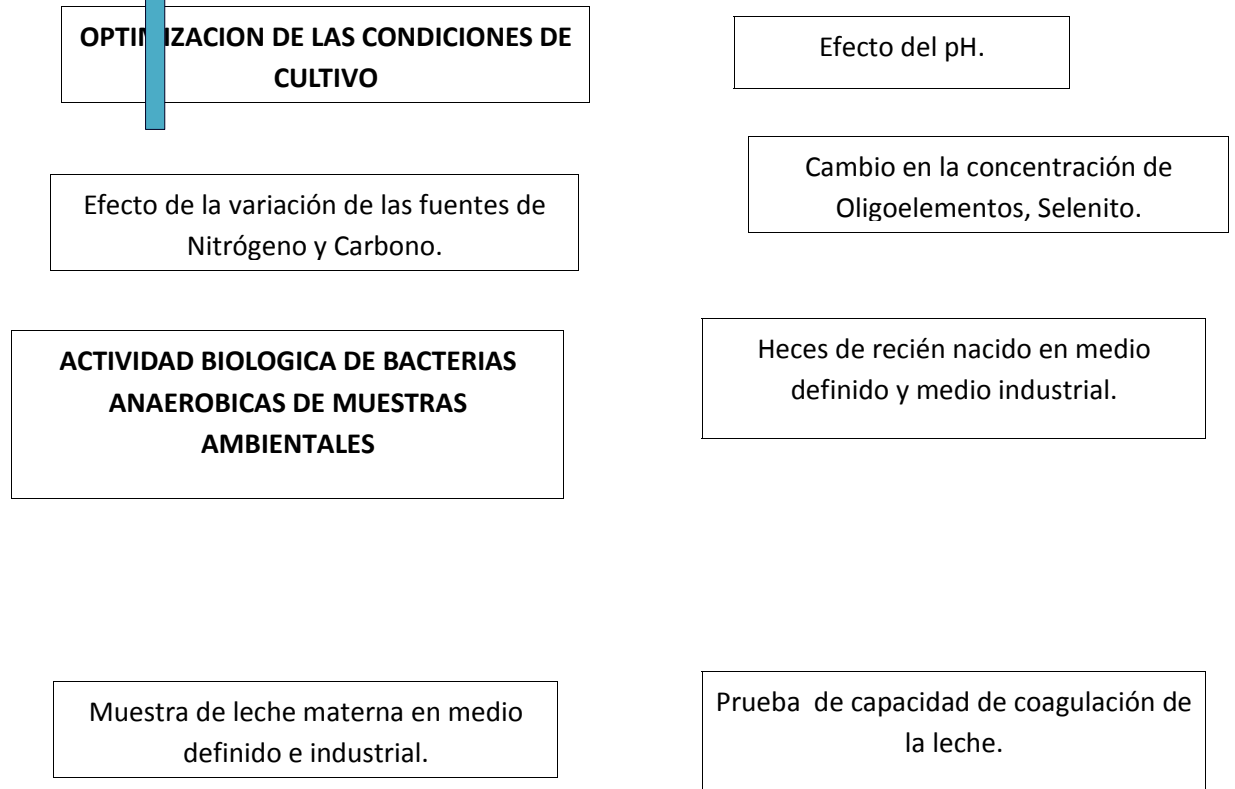 OPTIMIZACION DE LAS CONDICIONES DE
CULTIVO
Efecto del pH.
Cambio en la concentración de
Oligoelementos, Selenito.
Efecto de la variación de las fuentes de
Nitrógeno y Carbono.
ACTIVIDAD BIOLOGICA DE BACTERIAS
ANAEROBICAS DE MUESTRAS
AMBIENTALES
Heces de recién nacido en medio
definido y medio industrial.
Muestra de leche materna en medio
definido e industrial.
Prueba de capacidad de coagulación de
la leche.